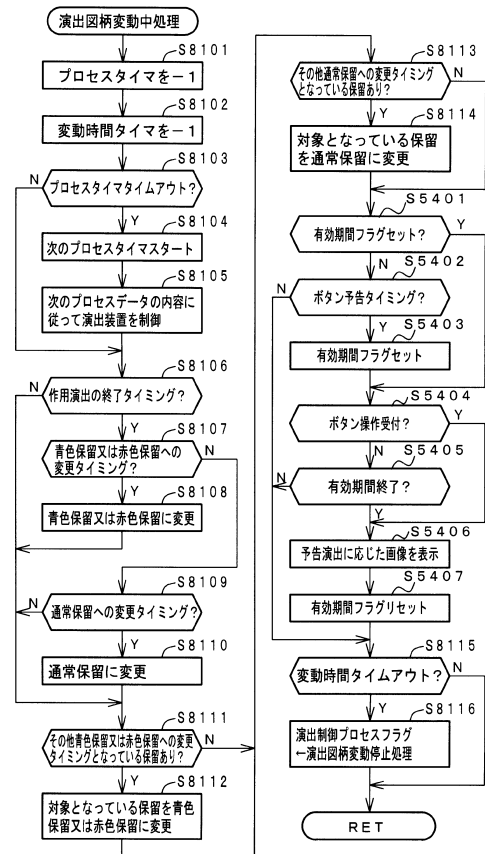 演出図柄変動中処理
S8101
プロセスタイマを－1
S8102
変動時間タイマを－1
S8103
プロセスタイマタイムアウト？
N
Y
S8104
次のプロセスタイマスタート
S8105
次のプロセスデータの内容に
従って演出装置を制御
S8106
作用演出の終了タイミング？
N
Y
S8107
青色保留又は赤色保留への
変更タイミング？
N
Y
S8108
青色保留又は赤色保留に変更
S8109
通常保留への変更タイミング？
N
Y
S8110
通常保留に変更
S8111
その他青色保留又は赤色保留への変更
タイミングとなっている保留あり？
N
Y
S8112
対象となっている保留を青色
保留又は赤色保留に変更
S8113
その他通常保留への変更タイミング
となっている保留あり？
N
Y
S8114
対象となっている保留
を通常保留に変更
S5401
有効期間フラグセット？
Y
N
S5402
ボタン予告タイミング？
N
Y
S5403
有効期間フラグセット
S5404
ボタン操作受付？
Y
N
S5405
有効期間終了？
N
Y
S5406
予告演出に応じた画像を表示
S5407
有効期間フラグリセット
S8115
変動時間タイムアウト？
N
Y
S8116
演出制御プロセスフラグ
←演出図柄変動停止処理
RET